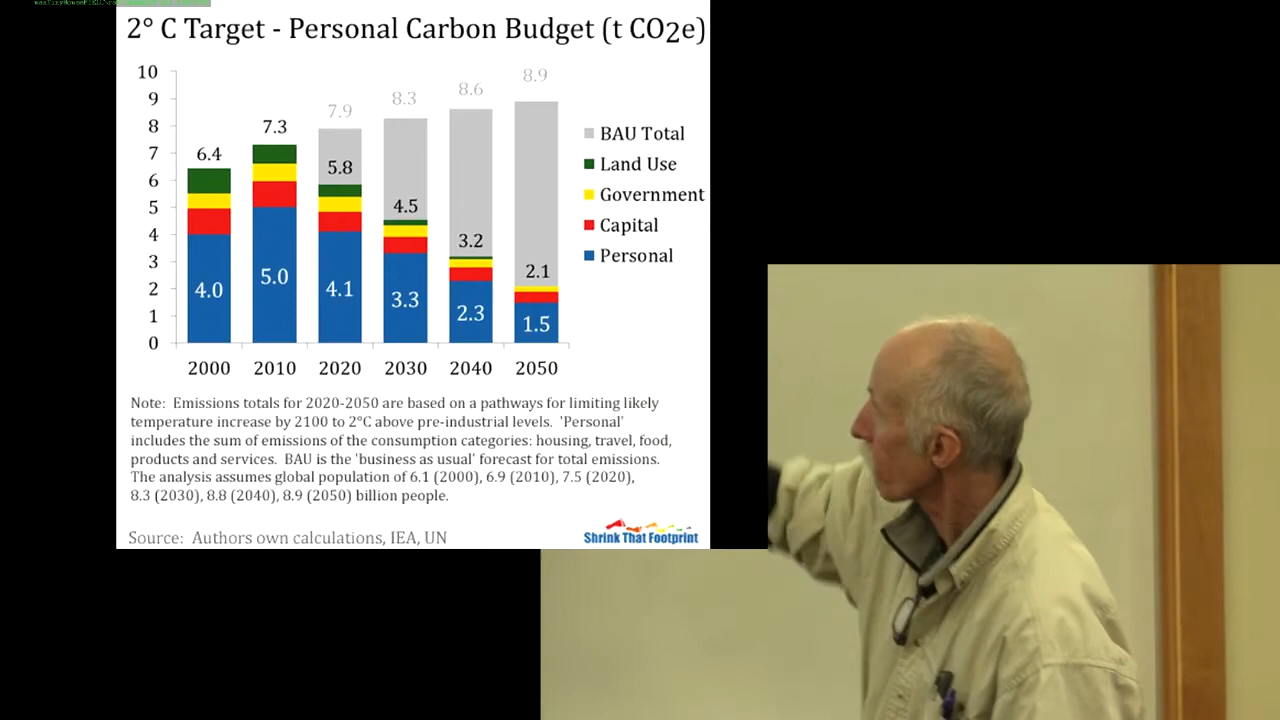 2° C Target - Personal Carbon Budget (t CO2e)
10
9
8
7
6
5
4
3
2
1
0
6.4
7.3
7.9
8.3
8.6
8.9
5.8
4.5
3.2
2.1
4.0
5.0
4.1
3.3
2.3
1.5
2000 2010 2020 2030 2040 2050
BAU Total
Land Use
Government
Capital
Personal
Note: Emissions totals for 2020-2050 are based on a pathways for limiting likely
temperature increase by 2100 to 2°C above pre-industrial levels. 'Personal'
includes the sum of emissions of the consumption categories: housing, travel, food,
products and services. BAU is the 'business as usual' forecast for total emissions.
The analysis assumes global population of 6.1 (2000), 6.9 (2010), 7.5 (2020),
8.3 (2030), 8.8 (2040), 8.9 (2050) billion people.
Source: Authors own calculations, IEA, UN
Shrink That Footprint